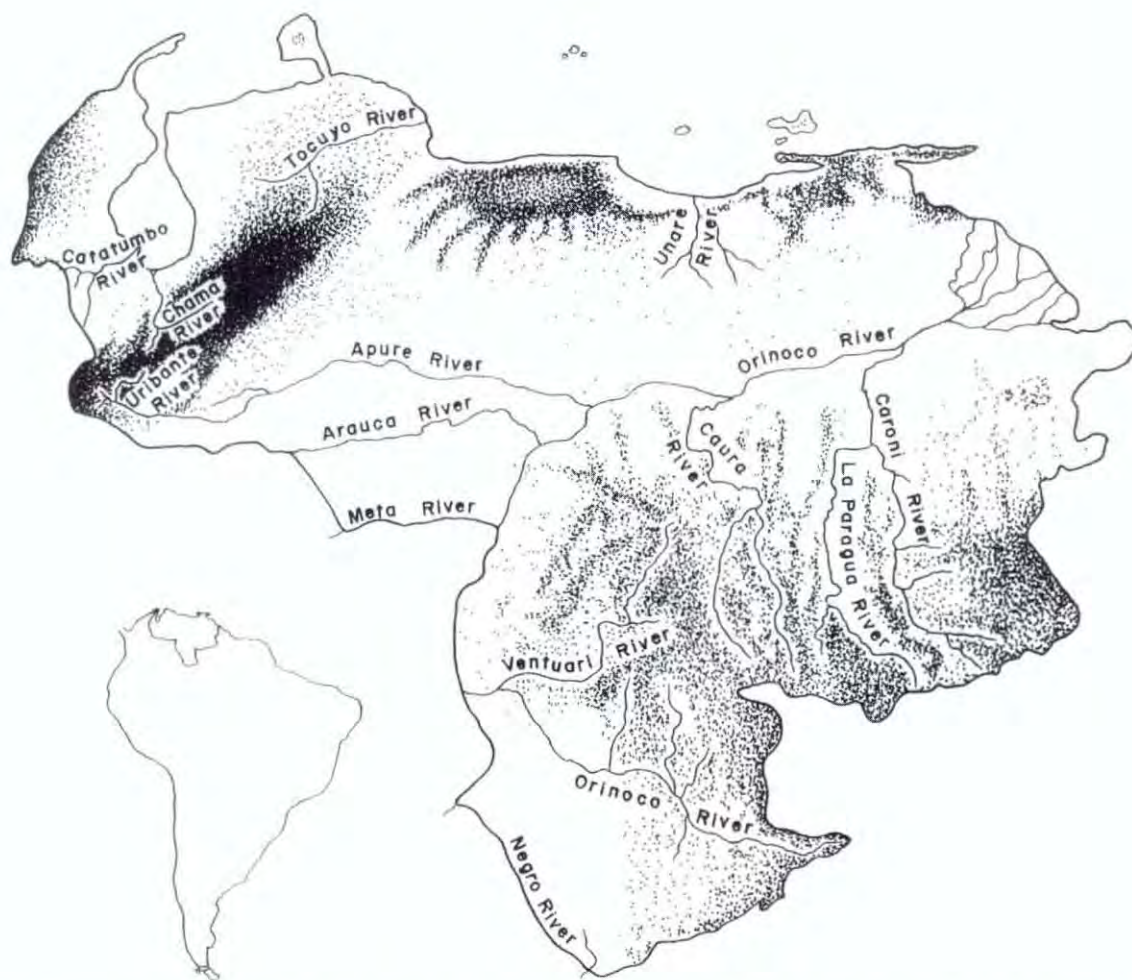 Tocuyo River
Catatumbo
River
Unare
River
Chama
River
Uribante
River
Apure River
Orinoco River
Arauca River
Caura
River
Caroni
River
La Paragua River
Meta River
Ventuari River
Orinoco River
Negro River